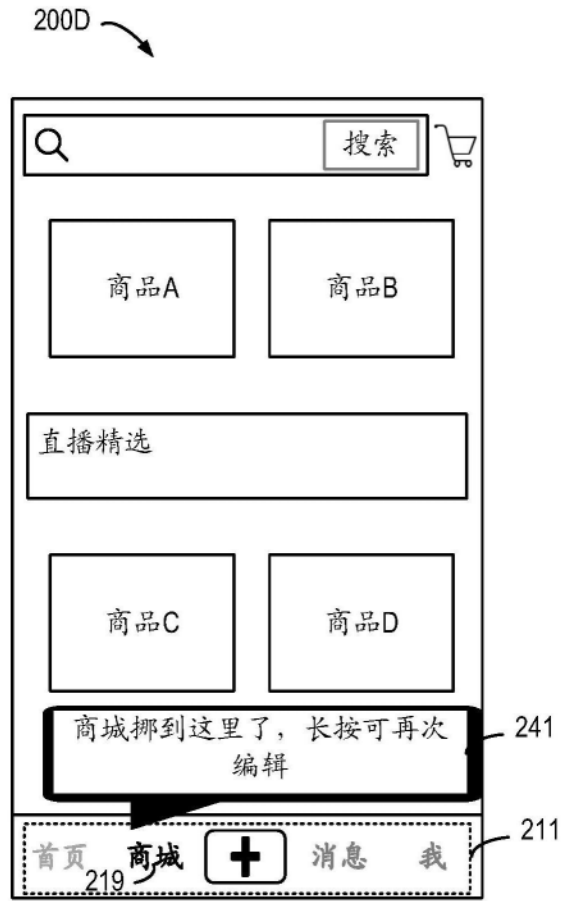 200D
搜索
商品A
商品B
直播精选
商品C
商品D
商城挪到这里了，长按可再次
编辑
241
首页
商城
消息
我
211
219